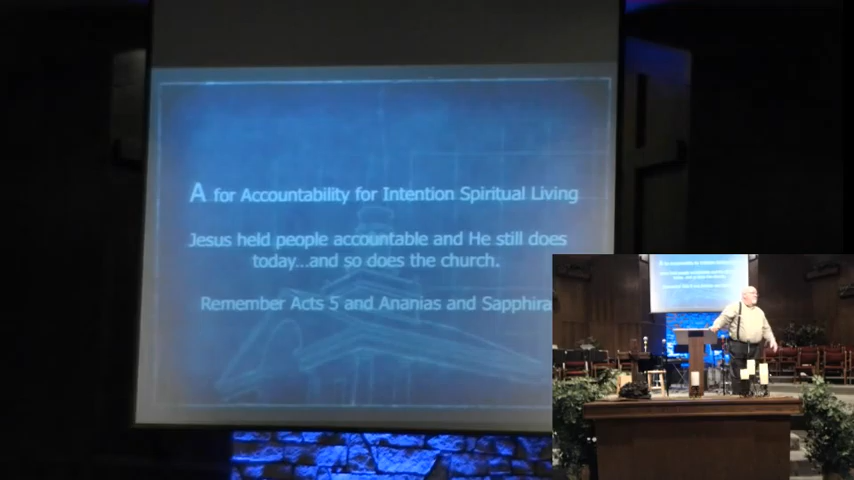 A for Accountability for Intention Spiritual Living
Jesus held people accountable and He still does
today...and so does the church.
Remember Acts 5 and Ananias and Sapphira